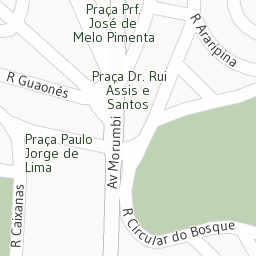 Praça Prf.
José de
Melo Pimenta
R Araripina
Praça Dr. Rui
Assis e
Santos
R Guaonés
Praça Paulo
Jorge de
Lima
Av Morumbi
R Caixanas
R Circular do Bosque